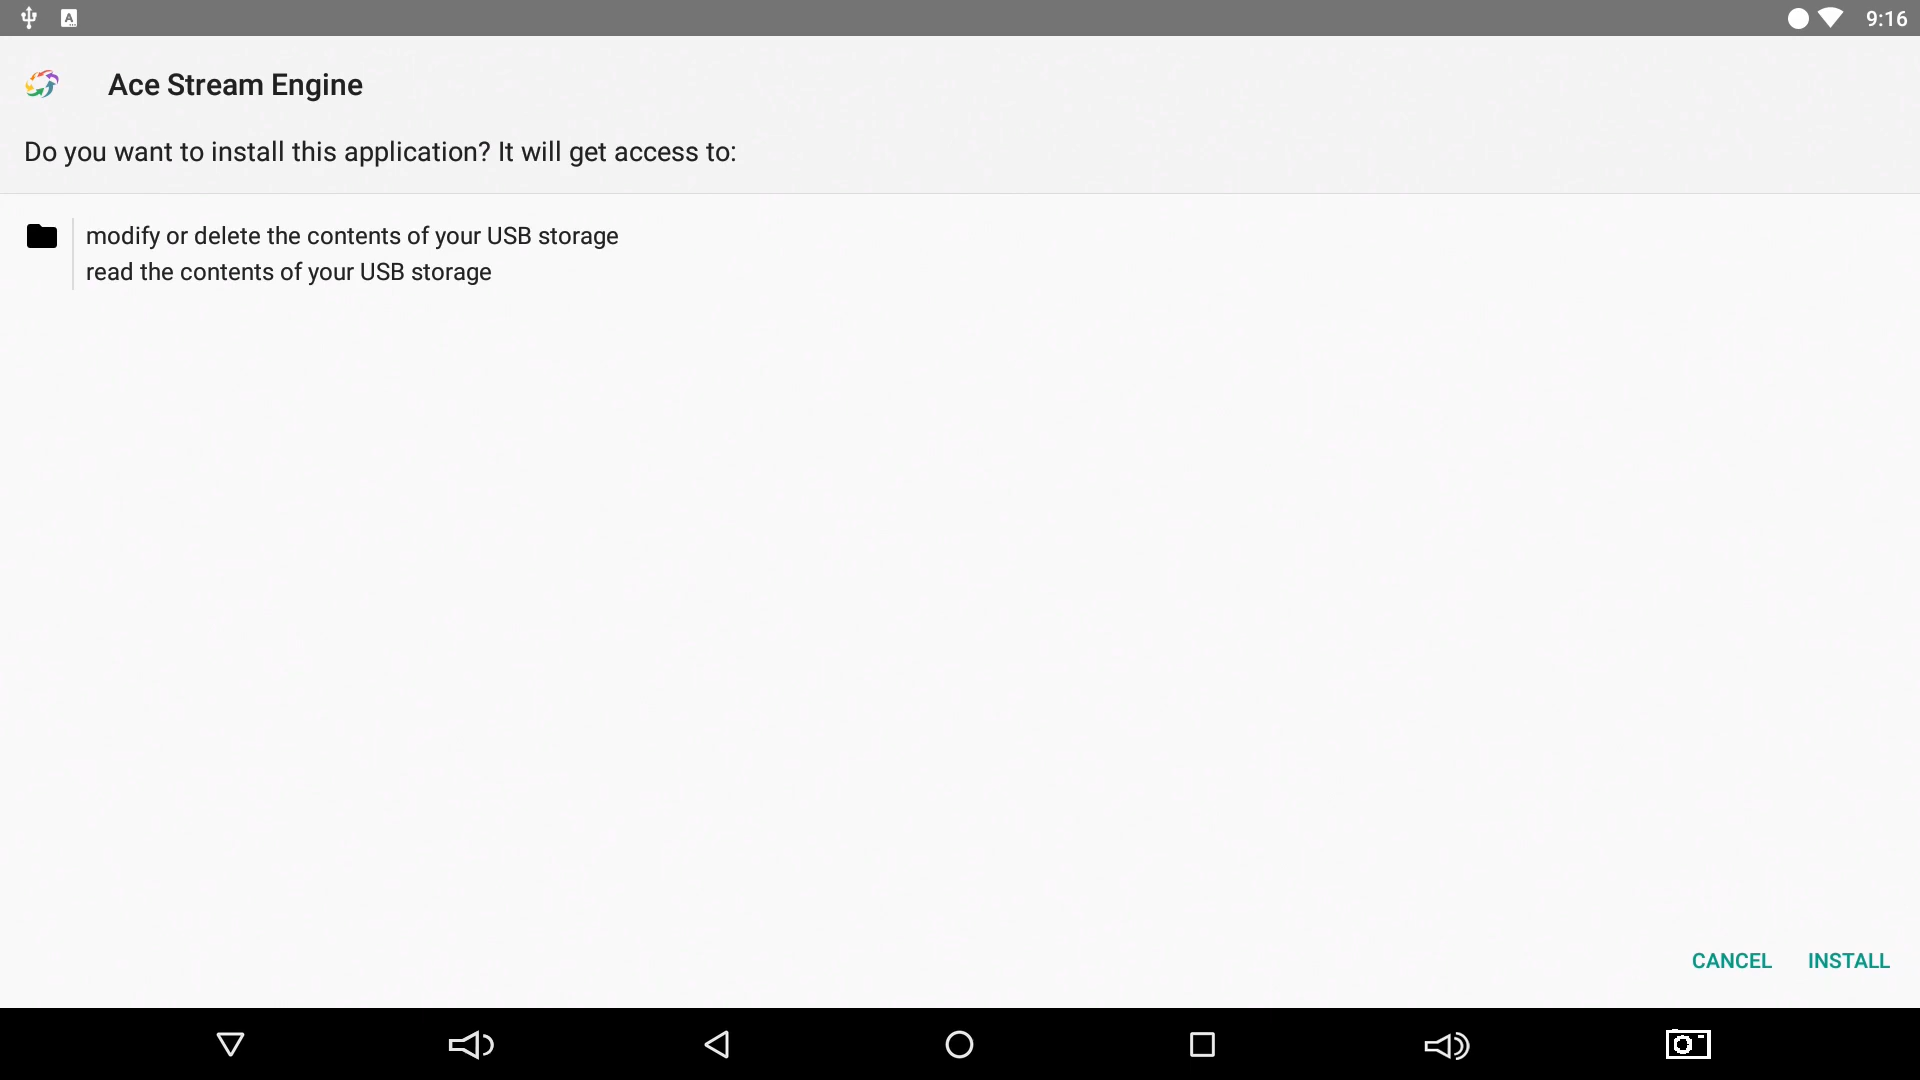 9:16
Ace Stream Engine
Do you want to install this application? It will get access to:
modify or delete the contents of your USB storage
read the contents of your USB storage
CANCEL INSTALL